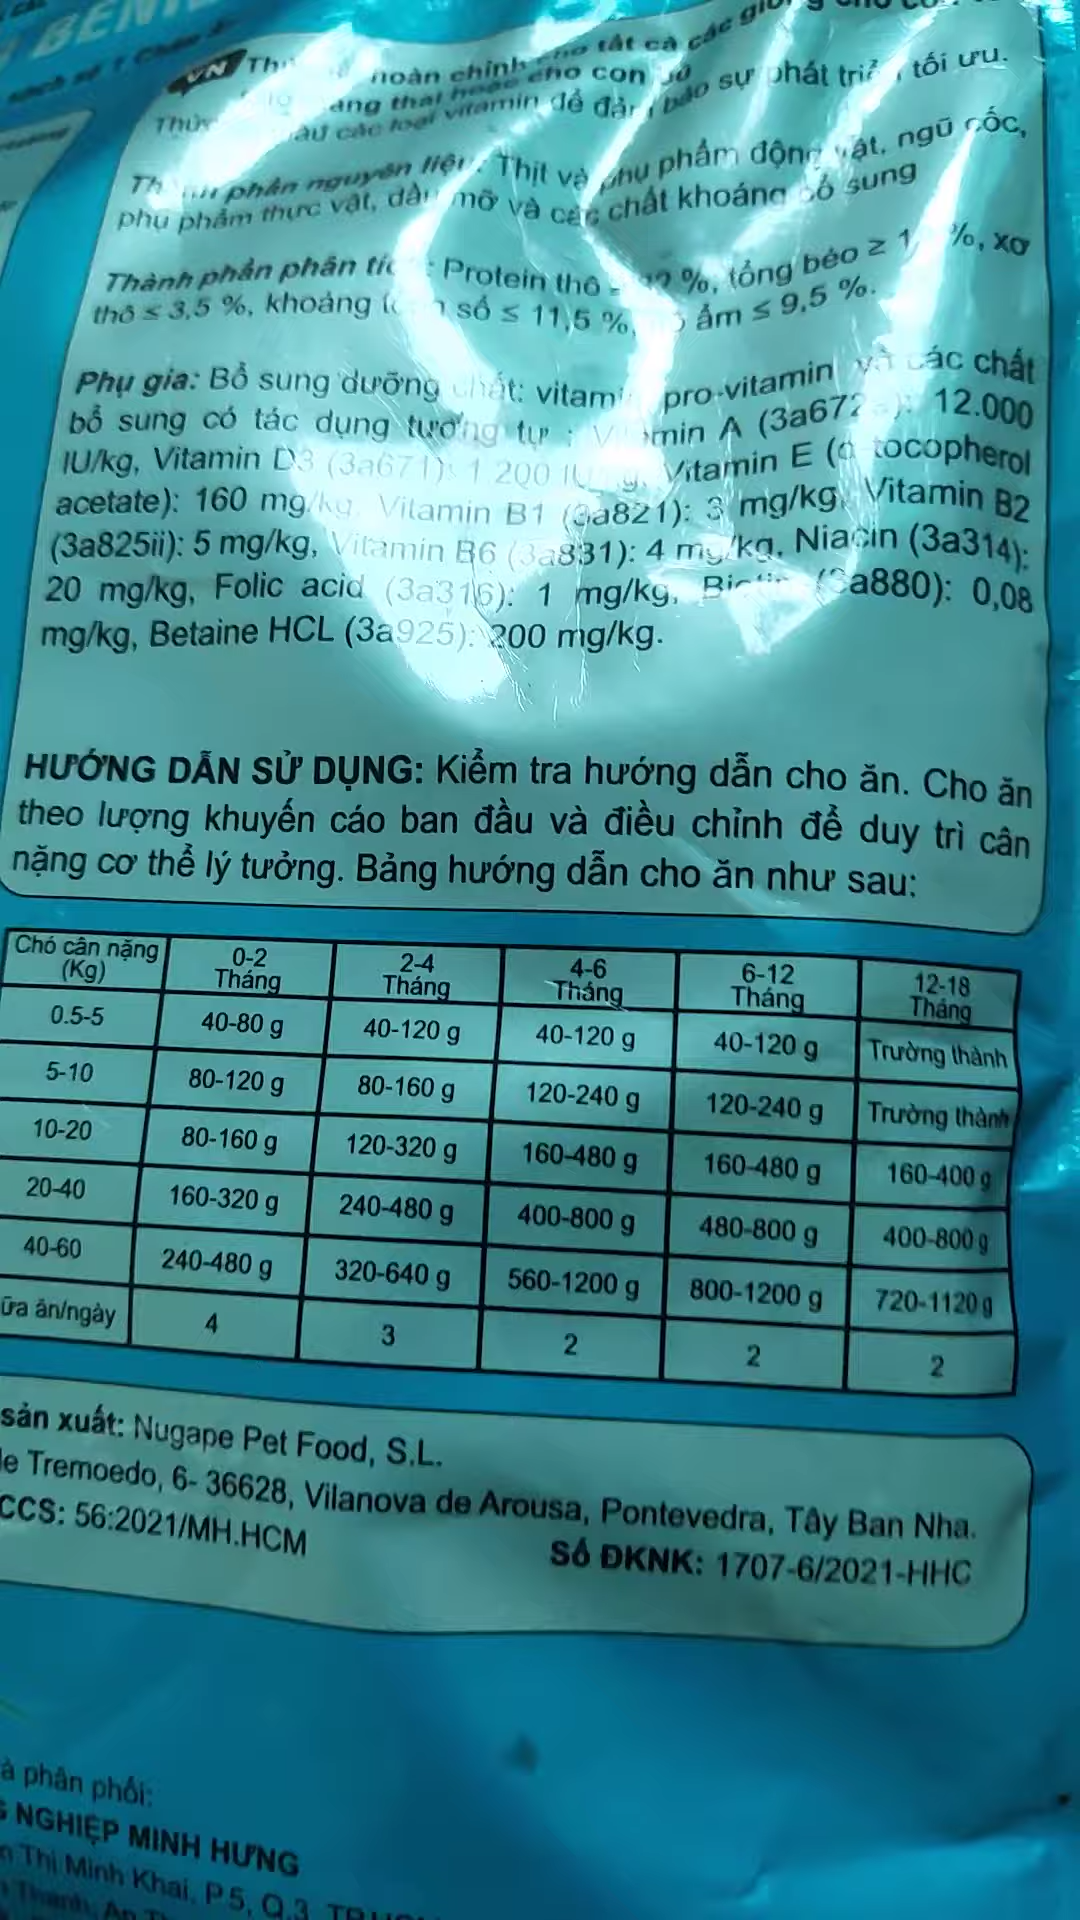 BỆN
VN
hoàn chỉnh cho tất cả các
thai hoặc cho con bú
các loại vitamin để đảm bảo sự phát triển tối ưu.
Thành phần nguyên liệu: Thịt và phụ phẩm động vật, ngũ cốc,
phụ phẩm thực vật, dầu mỡ và các chất khoáng bổ sung
Thành phần phân tích: Protein thô %, tổng béo ≥ %, xơ
thô ≤ 3,5 %, khoáng số ≤ 11,5 %, ẩm ≤ 9,5 %.
Phụ gia: Bổ sung dưỡng chất: vitamin, pro-vitamin và các chất
bổ sung có tác dụng tương tự : Vitamin A (3a672a): 12.000
IU/kg, Vitamin D3 (3a671): 1 200 IU/kg, Vitamin E (α tocopherol
acetate): 160 mg/kg, Vitamin B1 (3a821): 3 mg/kg, Vitamin B2
(3a825ii): 5 mg/kg, Vitamin B6 (3a831): 4 mg/kg, Niacin (3a314):
20 mg/kg, Folic acid (3a316): 1 mg/kg, Biotin (3a880): 0,08
mg/kg, Betaine HCL (3a925): 200 mg/kg.
HƯỚNG DẪN SỬ DỤNG: Kiểm tra hướng dẫn cho ăn. Cho ăn
theo lượng khuyến cáo ban đầu và điều chỉnh để duy trì cân
nặng cơ thể lý tưởng. Bảng hướng dẫn cho ăn như sau:
Chó cân nặng (Kg) 0-2 Tháng 2-4 Tháng 4-6 Tháng 6-12 Tháng 12-18 Tháng
0.5-5 40-80 g 40-120 g 40-120 g 40-120 g Trường thành
5-10 80-120 g 80-160 g 120-240 g 120-240 g Trường thành
10-20 80-160 g 120-320 g 160-480 g 160-480 g 160-400 g
20-40 160-320 g 240-480 g 400-800 g 480-800 g 400-800 g
40-60 240-480 g 320-640 g 560-1200 g 800-1200 g 720-1120 g
ữa ăn/ngày 4 3 2 2 2
sản xuất: Nugape Pet Food, S.L.
de Tremoedo, 6- 36628, Vilanova de Arousa, Pontevedra, Tây Ban Nha.
CCS: 56:2021/MH.HCM Số ĐKNK: 1707-6/2021-HHC
à phân phối:
NGHIỆP MINH HƯNG
Thị Minh Khai, P5, Q.3